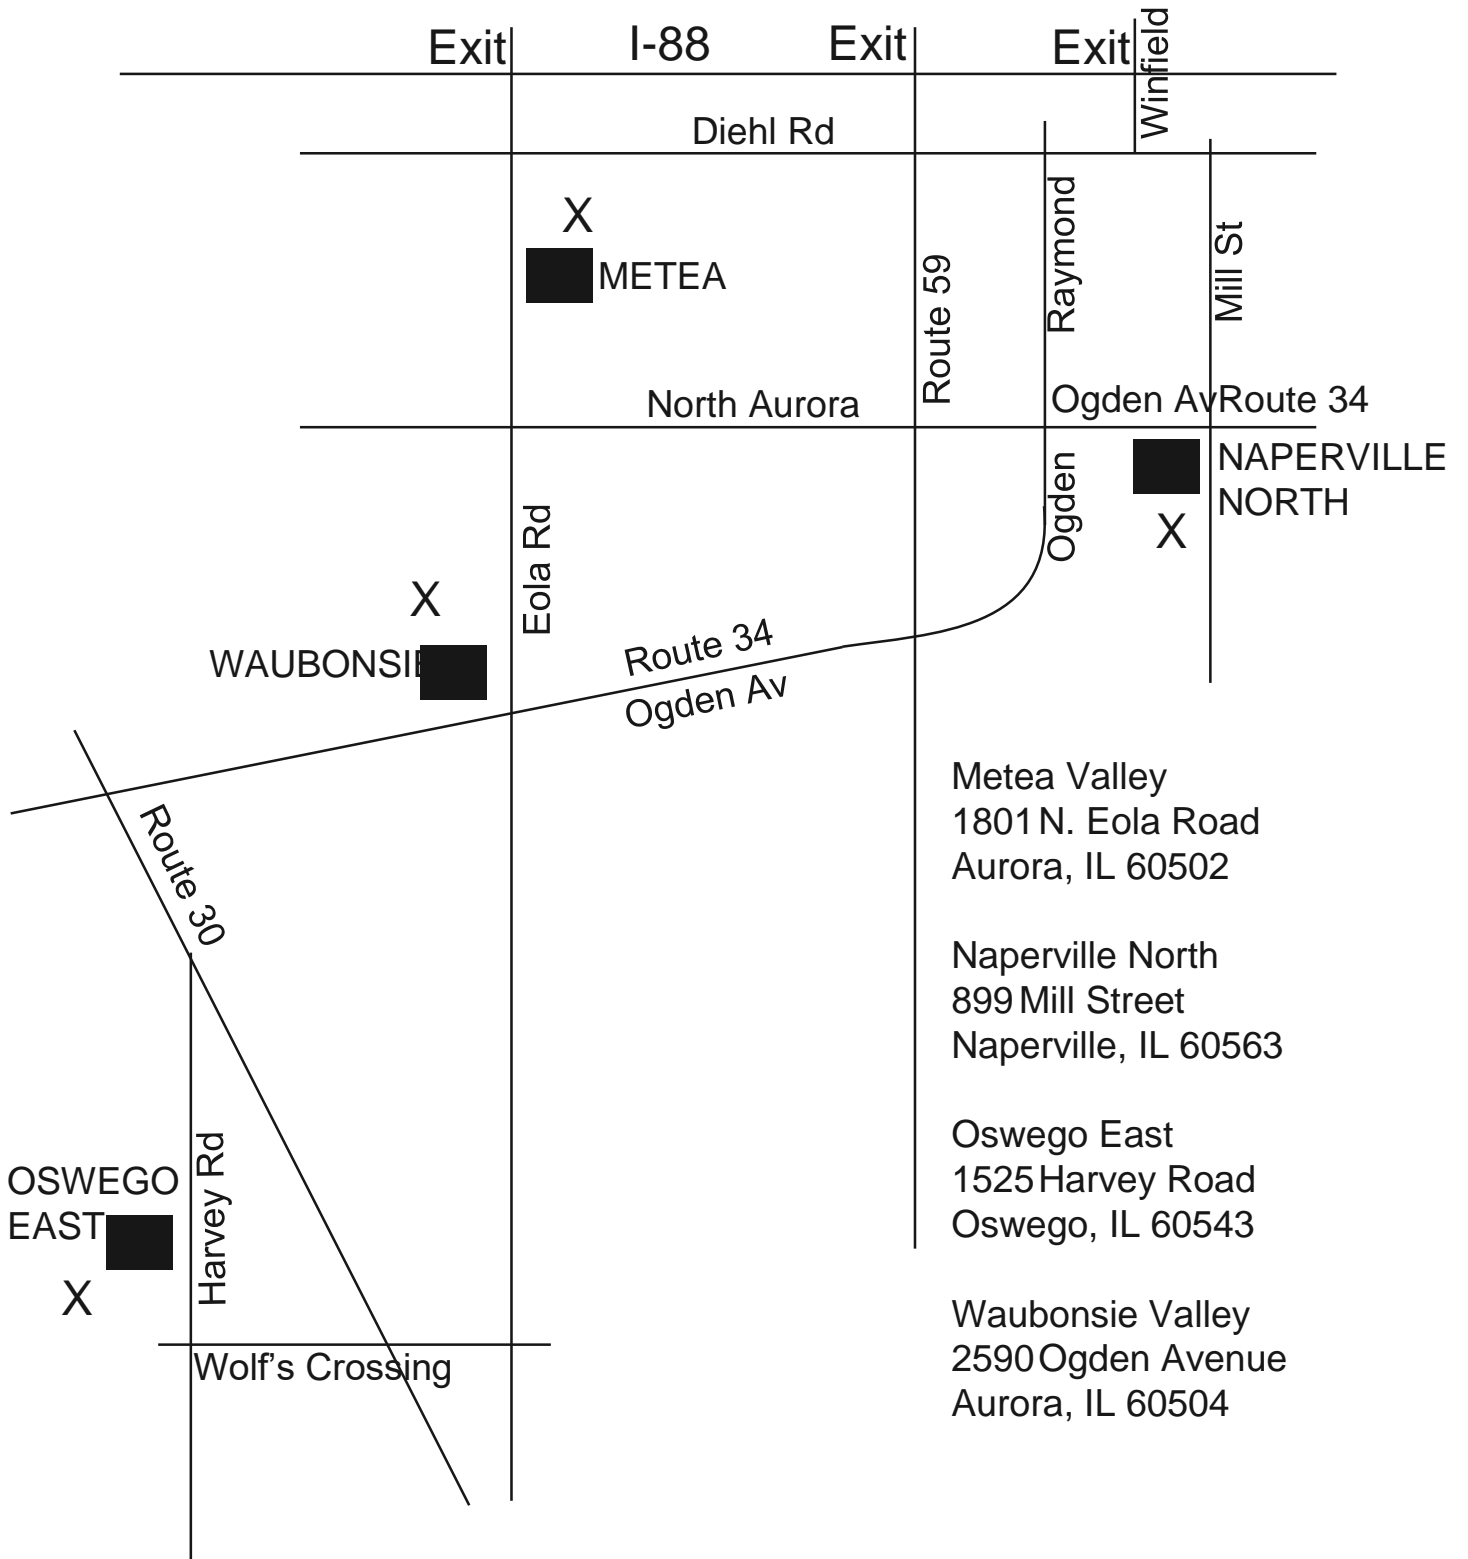 Exit I-88 Exit Exit
Winfield
Diehl Rd
X
METEA
Route 59
Raymond
Mill St
North Aurora
Ogden Av Route 34
NAPERVILLE
NORTH
X
Ogden
Eola Rd
X
WAUBONSIE
Route 34
Ogden Av
Route 30
Metea Valley
1801 N. Eola Road
Aurora, IL 60502
Naperville North
899 Mill Street
Naperville, IL 60563
Oswego East
1525 Harvey Road
Oswego, IL 60543
Waubonsie Valley
2590 Ogden Avenue
Aurora, IL 60504
OSWEGO
EAST
X
Harvey Rd
Wolf’s Crossing